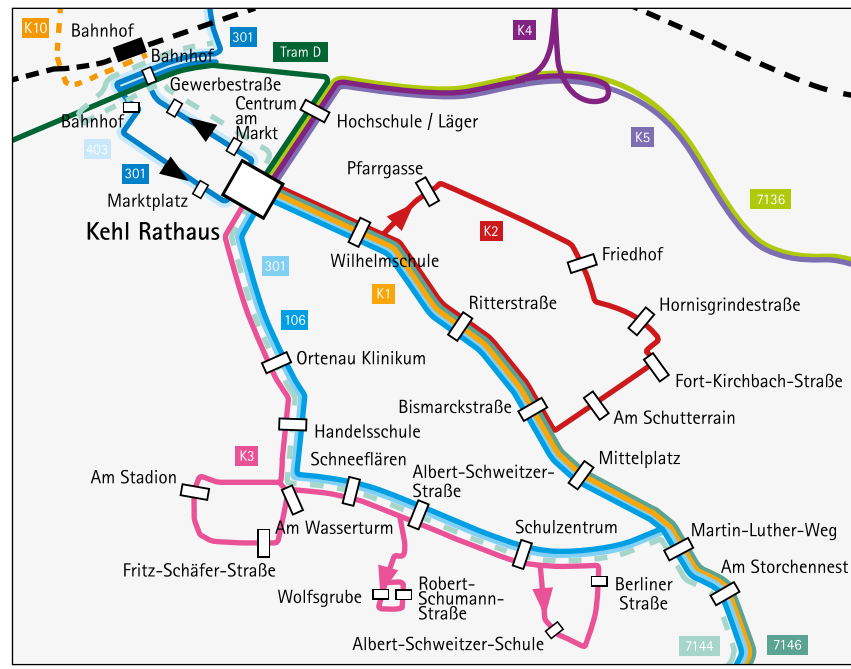 K10
Bahnhof
301
K4
Tram D
Bahnhof
Gewerbestraße
Centrum
am
Markt
Bahnhof
Hochschule / Läger
K5
403
301
Pfarrgasse
Marktplatz
7136
Kehl Rathaus
K2
Friedhof
Wilhelmschule
301
K1
Ritterstraße
Hornisgrindestraße
106
Ortenau Klinikum
Fort-Kirchbach-Straße
Bismarckstraße
Am Schutterrain
Handelsschule
K3
Schneeflären
Mittelplatz
Am Stadion
Albert-Schweitzer-
Straße
Am Wasserturm
Schulzentrum
Martin-Luther-Weg
Fritz-Schäfer-Straße
Am Storchennest
Wolfsgrube
Robert-
Schumann-
Straße
Berliner
Straße
Albert-Schweitzer-Schule
7144
7146